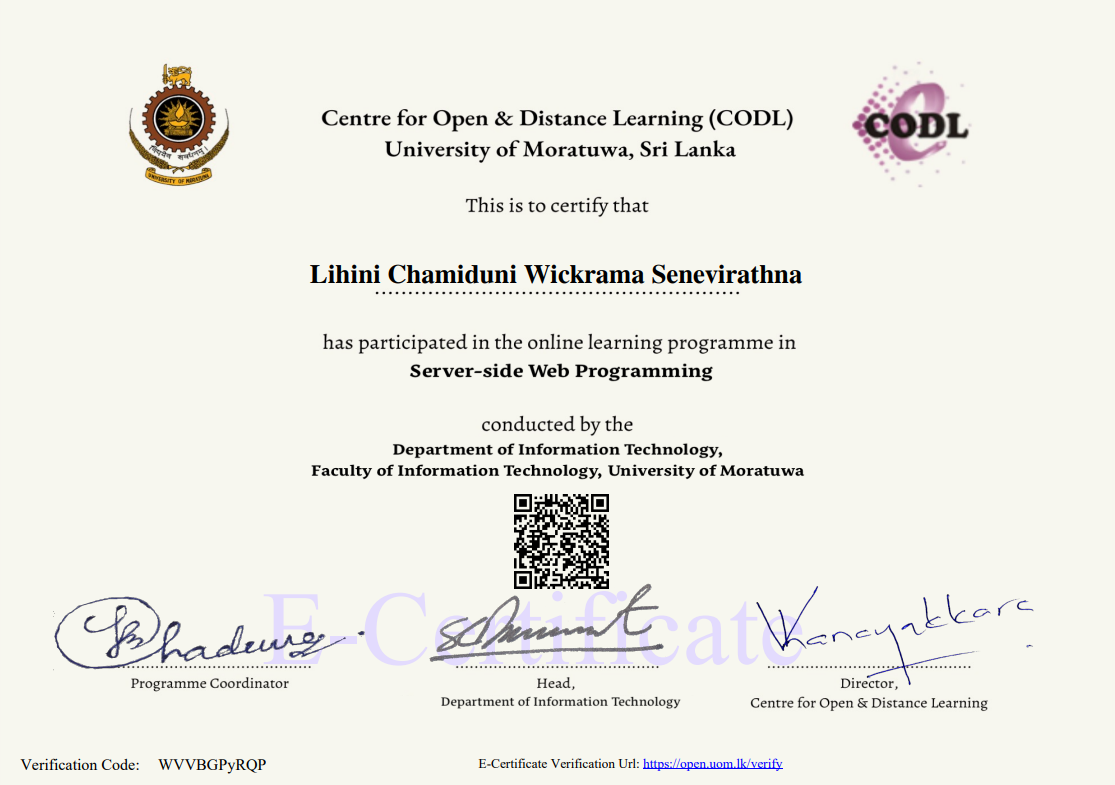 Centre for Open & Distance Learning (CODL)
University of Moratuwa, Sri Lanka
CODL
UNIVERSITY OF MORATUWA
This is to certify that
Lihini Chamiduni Wickrama Senevirathna
has participated in the online learning programme in
Server-side Web Programming
conducted by the
Department of Information Technology,
Faculty of Information Technology, University of Moratuwa
E-Certificate
Programme Coordinator
Head,
Department of Information Technology
Director,
Centre for Open & Distance Learning
Verification Code: WVVBGPyRQP
E-Certificate Verification Url: https://open.uom.lk/verify